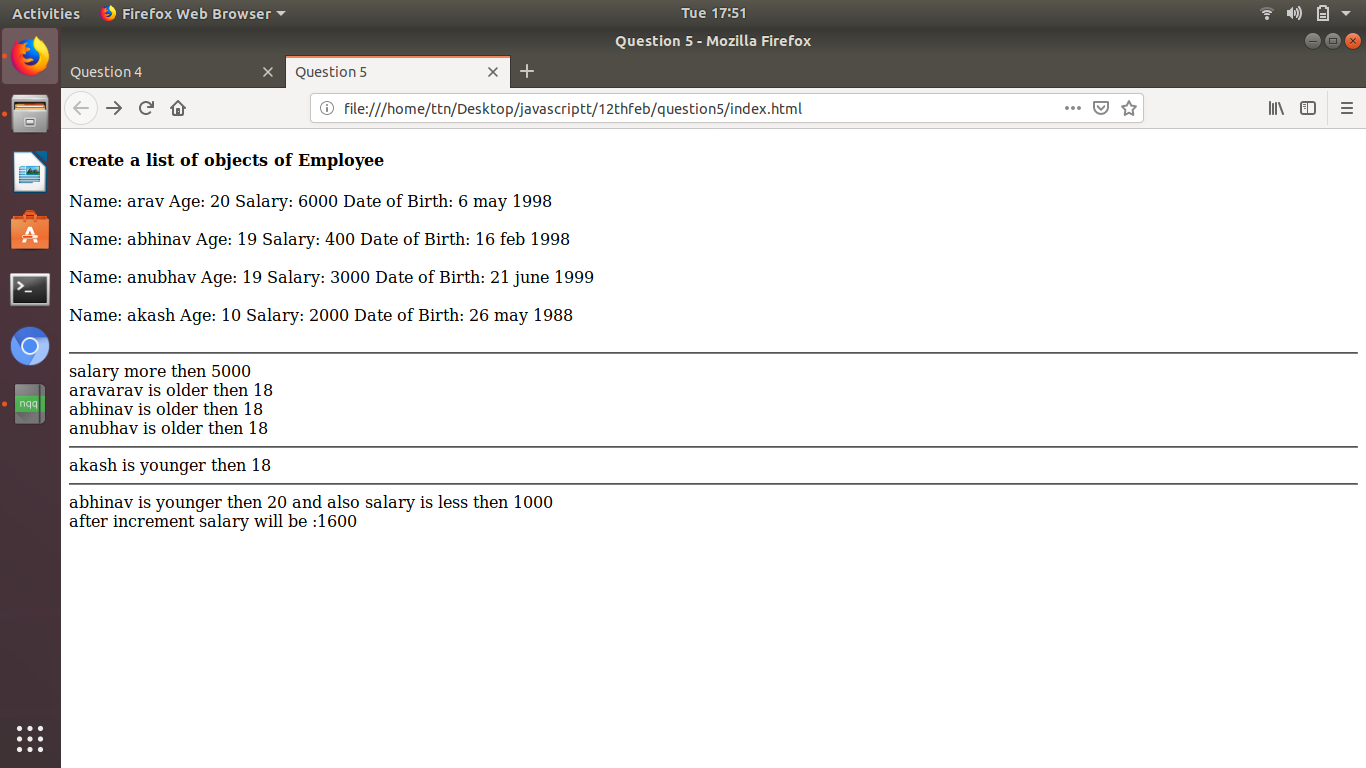 Activities Firefox Web Browser Tue 17:51
Question 5 - Mozilla Firefox
Question 4 Question 5
file:///home/ttn/Desktop/javascriptt/12thfeb/question5/index.html
create a list of objects of Employee
Name: arav Age: 20 Salary: 6000 Date of Birth: 6 may 1998
Name: abhinav Age: 19 Salary: 400 Date of Birth: 16 feb 1998
Name: anubhav Age: 19 Salary: 3000 Date of Birth: 21 june 1999
Name: akash Age: 10 Salary: 2000 Date of Birth: 26 may 1988
salary more then 5000
aravarav is older then 18
abhinav is older then 18
anubhav is older then 18
akash is younger then 18
abhinav is younger then 20 and also salary is less then 1000
after increment salary will be :1600
nqq